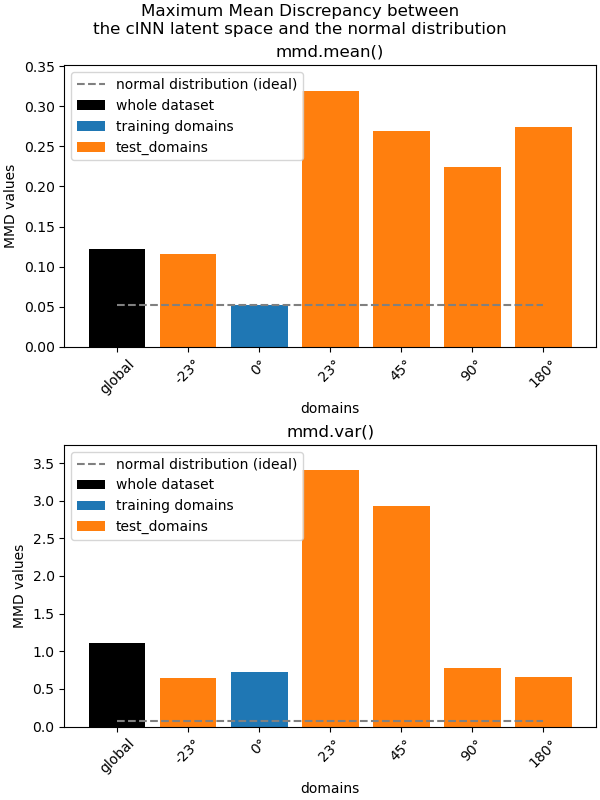 Maximum Mean Discrepancy between
the cINN latent space and the normal distribution
mmd.mean()
0.35
0.30
0.25
0.20
0.15
0.10
0.05
0.00
MMD values
normal distribution (ideal)
whole dataset
training domains
test_domains
global
-23°
0°
23°
45°
90°
180°
domains
mmd.var()
3.5
3.0
2.5
2.0
1.5
1.0
0.5
0.0
MMD values
normal distribution (ideal)
whole dataset
training domains
test_domains
global
-23°
0°
23°
45°
90°
180°
domains